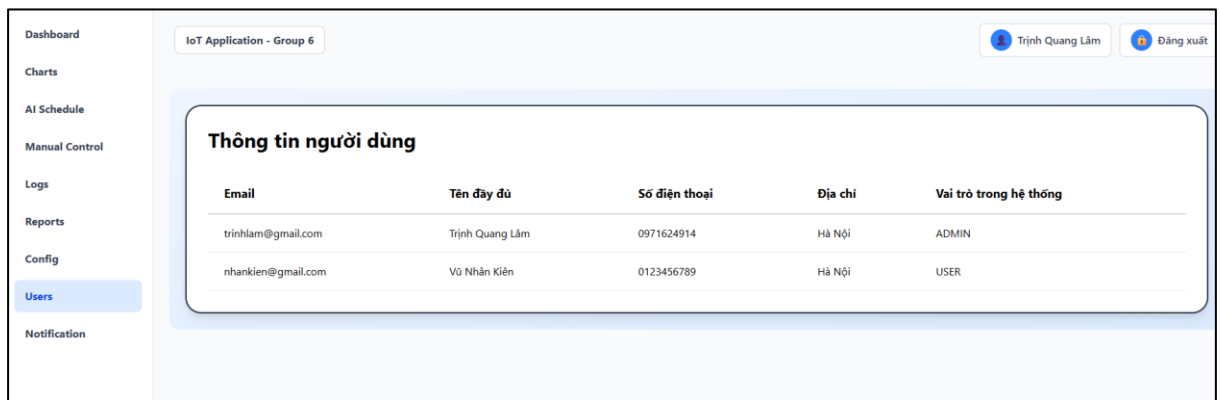 Dashboard
IoT Application - Group 6
Trịnh Quang Lâm
Đăng xuất
Charts
AI Schedule
Manual Control
Logs
Reports
Config
Users
Notification
Thông tin người dùng
Email Tên đầy đủ Số điện thoại Địa chỉ Vai trò trong hệ thống
trinhlam@gmail.com Trịnh Quang Lâm 0971624914 Hà Nội ADMIN
nhankien@gmail.com Vũ Nhân Kiên 0123456789 Hà Nội USER